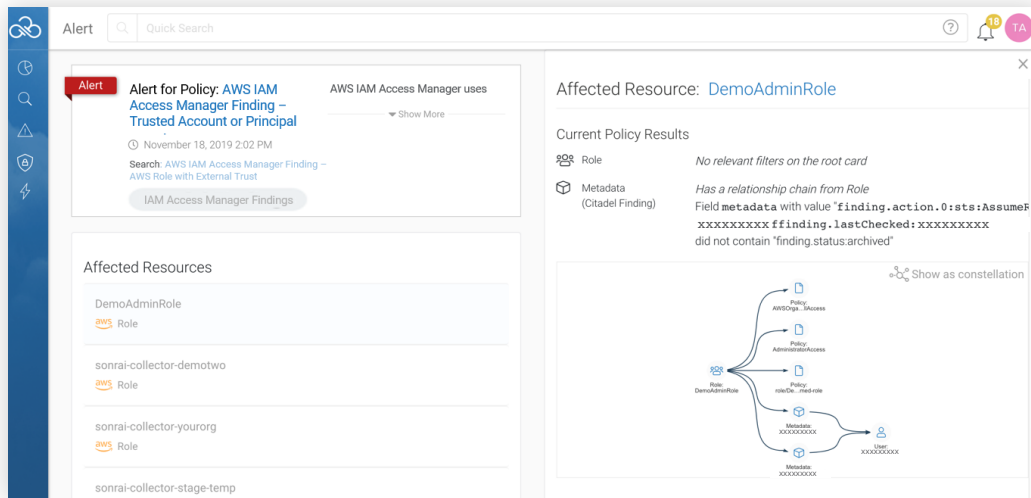 Alert
Quick Search
?
18
TA
Alert
Alert for Policy: AWS IAM
Access Manager Finding –
Trusted Account or Principal
November 18, 2019 2:02 PM
Search: AWS IAM Access Manager Finding –
AWS Role with External Trust
IAM Access Manager Findings
AWS IAM Access Manager uses
Show More
Affected Resources
DemoAdminRole
aws Role
sonrai-collector-demotwo
aws Role
sonrai-collector-yourorg
aws Role
sonrai-collector-stage-temp
Affected Resource: DemoAdminRole
Current Policy Results
Role
No relevant filters on the root card
Metadata
(Citadel Finding)
Has a relationship chain from Role
Field metadata with value "finding.action.0:sts:AssumeR
XXXXXXXXX ffinding.lastChecked:XXXXXXXXX
did not contain "finding.status:archived"
Show as constellation
Policy:
AWSOrga...llAccess
Policy:
AdministratorAccess
Role:
DemoAdminRole
Policy:
role/De...med-role
Metadata:
XXXXXXXXX
User:
XXXXXXXXX
Metadata:
XXXXXXXXX